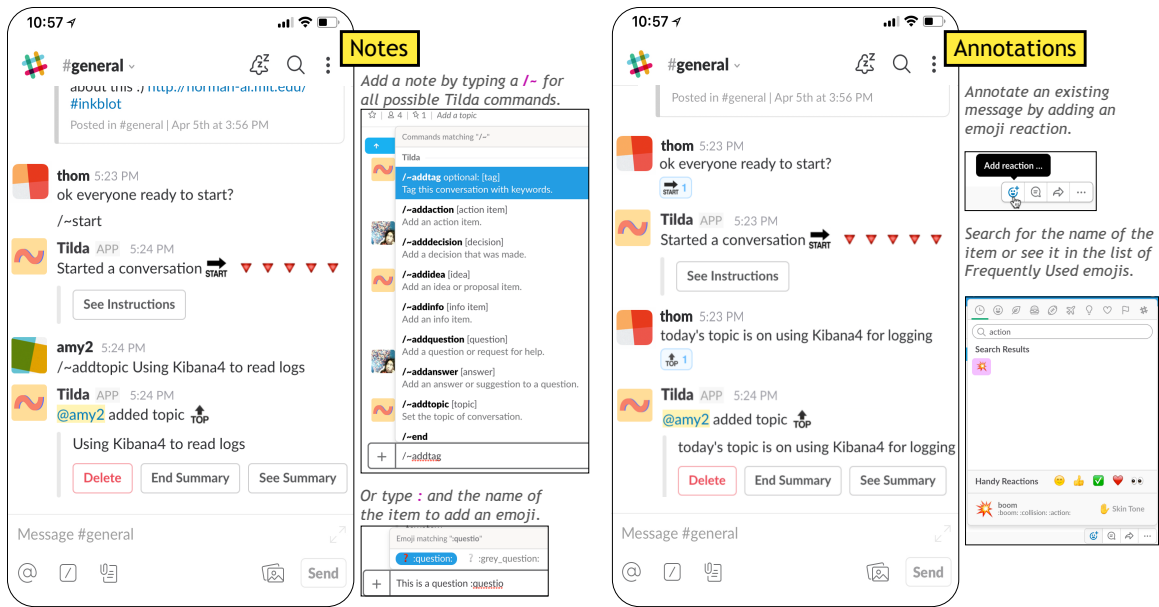 10:57
Notes
#general
about this :) http://norman-ai.mit.edu/
#inkblot
Posted in #general | Apr 5th at 3:56 PM
thom 5:23 PM
ok everyone ready to start?
/~start
Tilda APP 5:24 PM
Started a conversation START
See Instructions
amy2 5:24 PM
/~addtopic Using Kibana4 to read logs
Tilda APP 5:24 PM
@amy2 added topic TOP
Using Kibana4 to read logs
Delete End Summary See Summary
Message #general
@ / Send
Add a note by typing a /~ for
all possible Tilda commands.
4 1 Add a topic
Commands matching "/~"
Tilda
/~addtag optional: [tag]
Tag this conversation with keywords.
/~addaction [action item]
Add an action item.
/~adddecision [decision]
Add a decision that was made.
/~addidea [idea]
Add an idea or proposal item.
/~addinfo [info item]
Add an info item.
/~addquestion [question]
Add a question or request for help.
/~addanswer [answer]
Add an answer or suggestion to a question.
/~addtopic [topic]
Set the topic of conversation.
/~end
+ /~addtag
Or type : and the name of
the item to add an emoji.
Emoji matching ":questio"
? :question: ? :grey_question:
+ This is a question :questio
10:57
Annotations
#general
Posted in #general | Apr 5th at 3:56 PM
thom 5:23 PM
ok everyone ready to start?
START 1
Tilda APP 5:23 PM
Started a conversation START
See Instructions
thom 5:23 PM
today's topic is on using Kibana4 for logging
TOP 1
Tilda APP 5:24 PM
@amy2 added topic TOP
today's topic is on using Kibana4 for logging
Delete End Summary See Summary
Message #general
@ / Send
Annotate an existing
message by adding an
emoji reaction.
Add reaction ...
Search for the name of the
item or see it in the list of
Frequently Used emojis.
action
Search Results
Handy Reactions
boom
:boom: :collision: :action:
Skin Tone